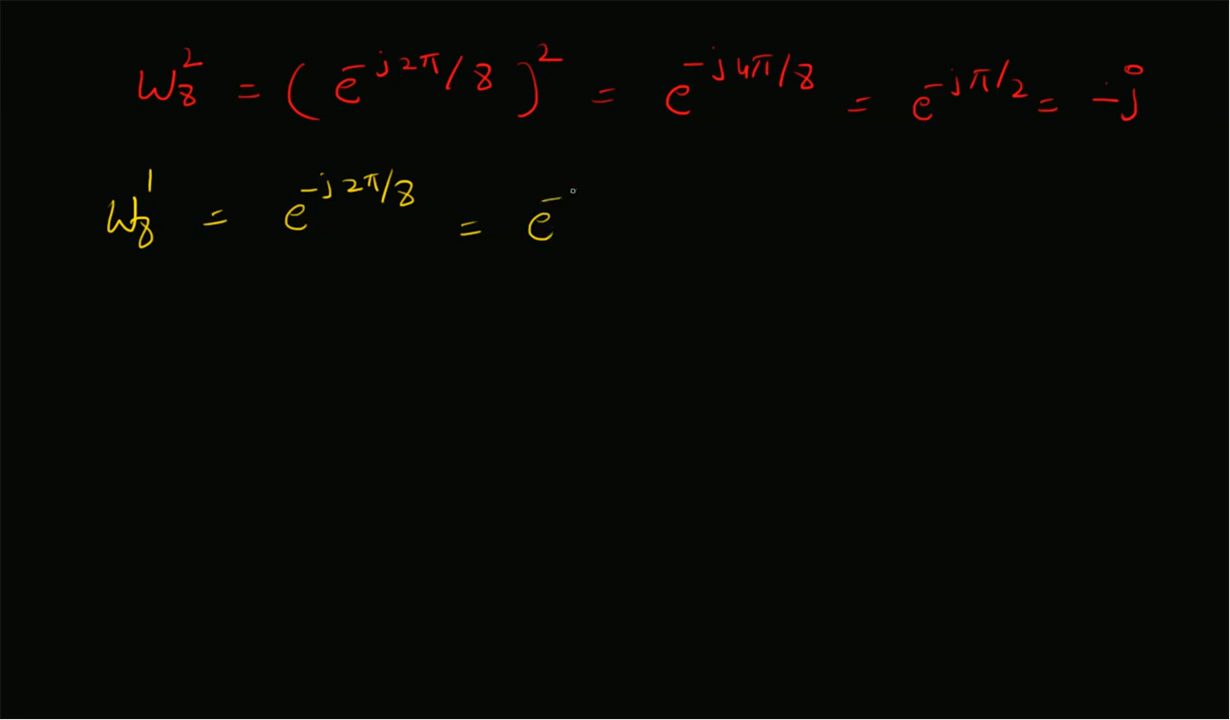 W₈² = (e^{-j2π/8})² = e^{-j4π/8} = e^{-jπ/2} = -j
W₈¹ = e^{-j2π/8} = e^{-